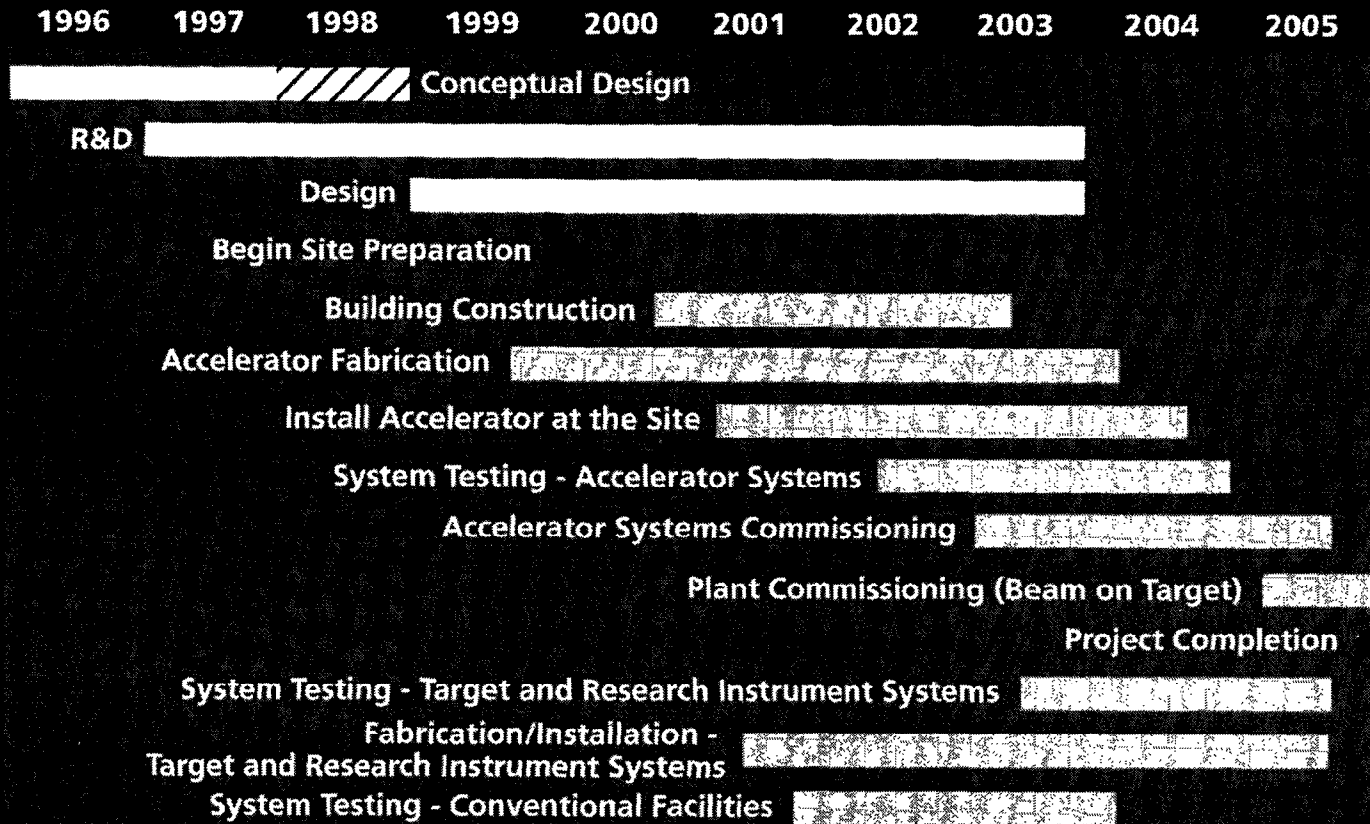 1996 1997 1998 1999 2000 2001 2002 2003 2004 2005
Conceptual Design
R&D
Design
Begin Site Preparation
Building Construction
Accelerator Fabrication
Install Accelerator at the Site
System Testing - Accelerator Systems
Accelerator Systems Commissioning
Plant Commissioning (Beam on Target)
Project Completion
System Testing - Target and Research Instrument Systems
Fabrication/Installation -
Target and Research Instrument Systems
System Testing - Conventional Facilities